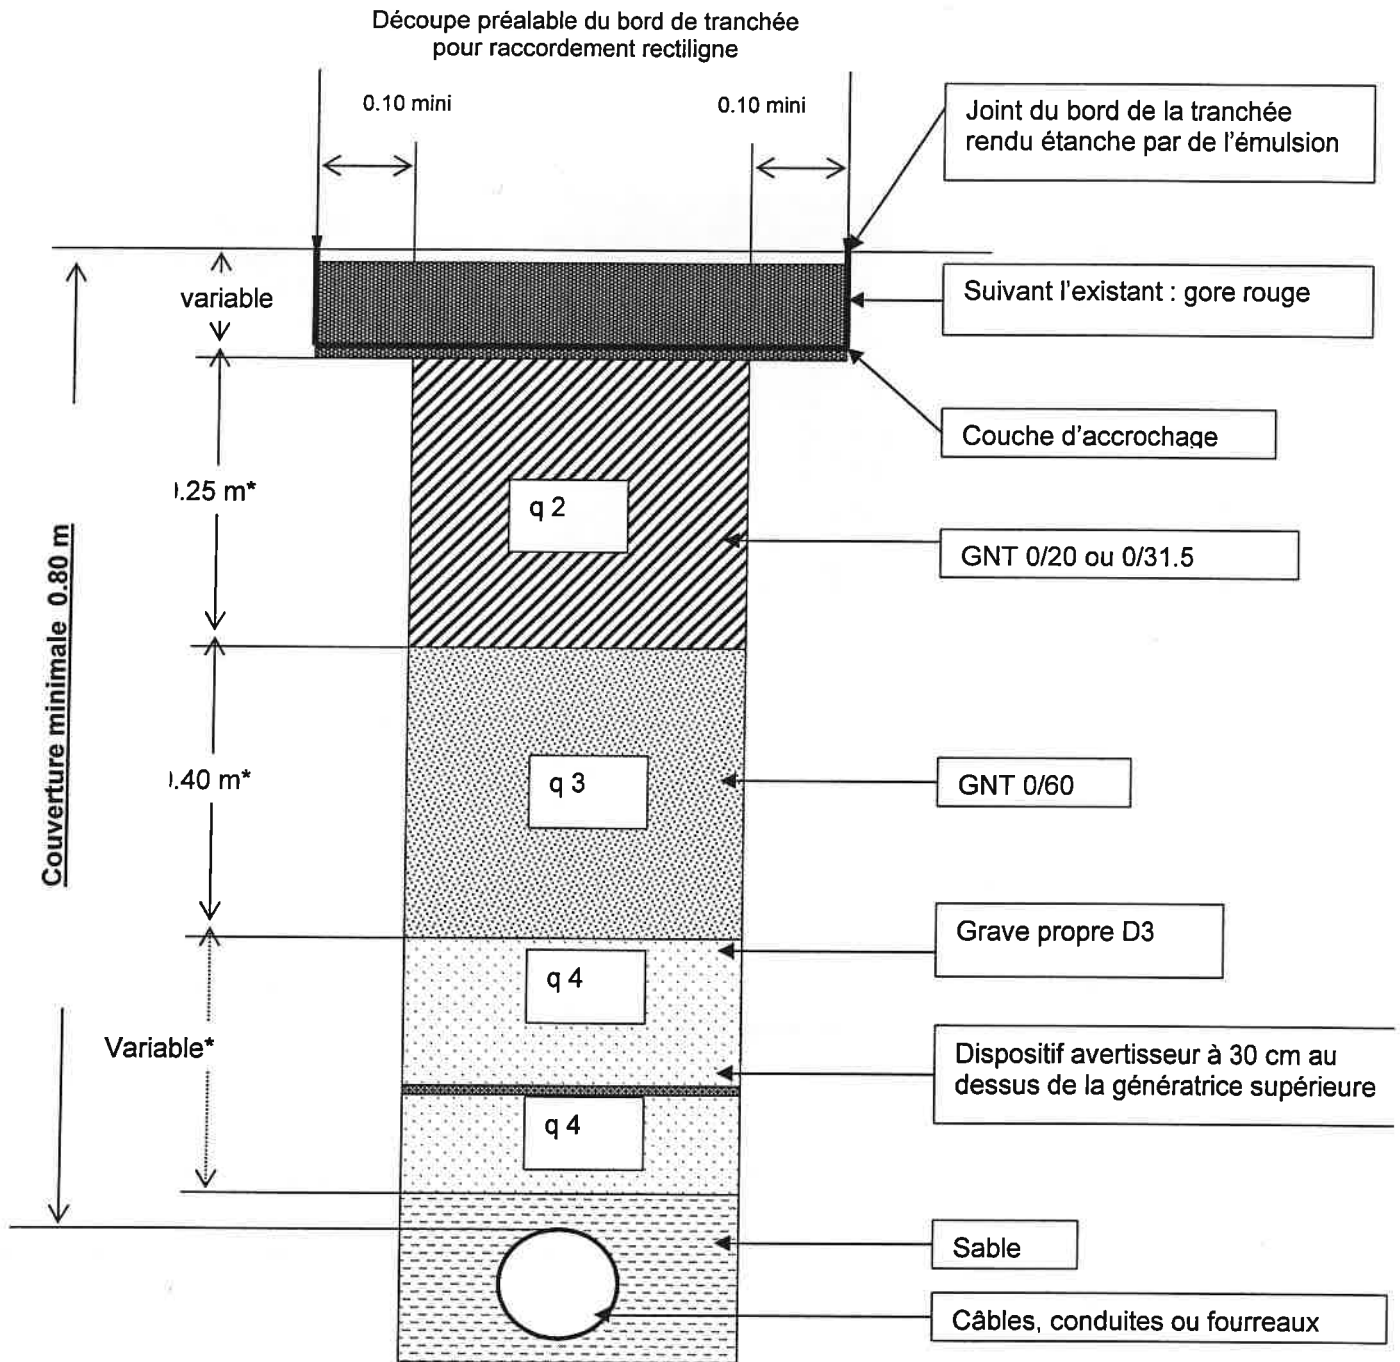 Découpe préalable du bord de tranchée
pour raccordement rectiligne
0.10 mini
0.10 mini
Joint du bord de la tranchée
rendu étanche par de l'émulsion
variable
Suivant l'existant : gore rouge
Couche d'accrochage
.25 m*
q 2
GNT 0/20 ou 0/31.5
Couverture minimale 0.80 m
.40 m*
q 3
GNT 0/60
Grave propre D3
q 4
Variable*
Dispositif avertisseur à 30 cm au
dessus de la génératrice supérieure
q 4
Sable
Câbles, conduites ou fourreaux